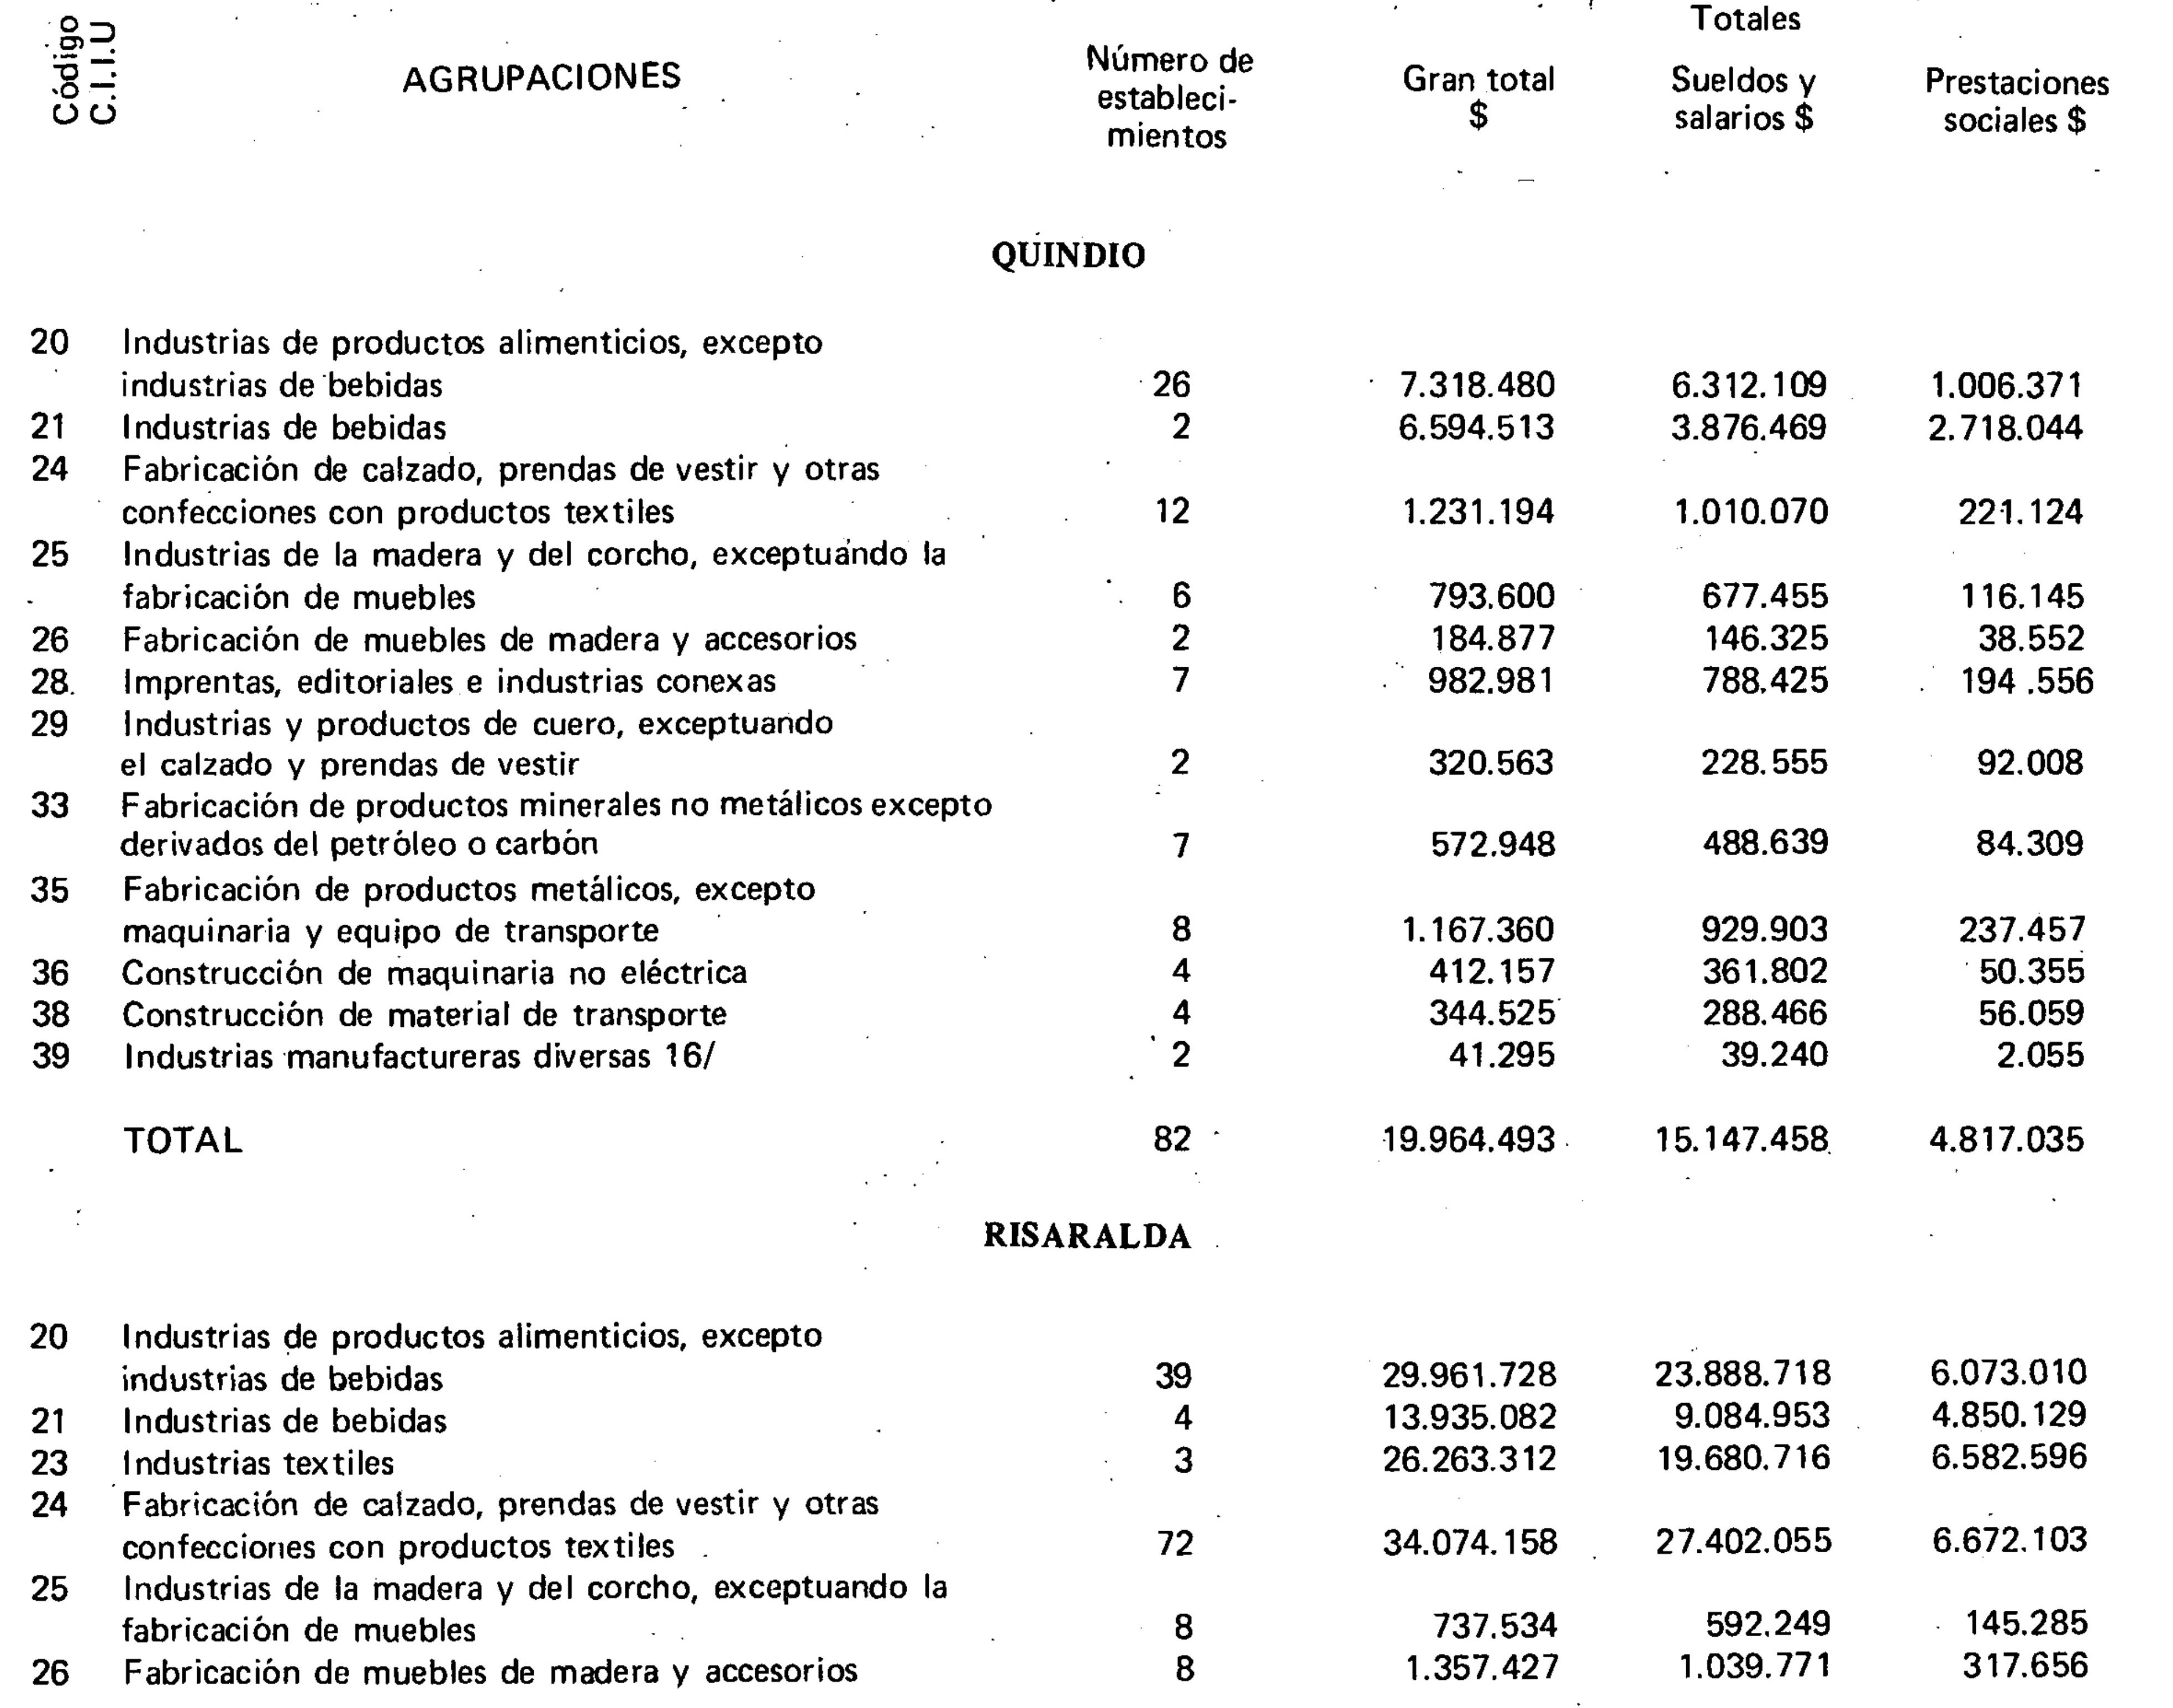 Código
C.I.I.U
AGRUPACIONES
Número de
estableci-
mientos
Totales
Gran total
$
Sueldos y
salarios $
Prestaciones
sociales $
QUINDIO
20 Industrias de productos alimenticios, excepto
industrias de bebidas 26 7.318.480 6.312.109 1.006.371
21 Industrias de bebidas 2 6.594.513 3.876.469 2.718.044
24 Fabricación de calzado, prendas de vestir y otras
confecciones con productos textiles 12 1.231.194 1.010.070 221.124
25 Industrias de la madera y del corcho, exceptuando la
fabricación de muebles 6 793.600 677.455 116.145
26 Fabricación de muebles de madera y accesorios 2 184.877 146.325 38.552
28. Imprentas, editoriales e industrias conexas 7 982.981 788.425 194 .556
29 Industrias y productos de cuero, exceptuando
el calzado y prendas de vestir 2 320.563 228.555 92.008
33 Fabricación de productos minerales no metálicos excepto
derivados del petróleo o carbón 7 572.948 488.639 84.309
35 Fabricación de productos metálicos, excepto
maquinaria y equipo de transporte 8 1.167.360 929.903 237.457
36 Construcción de maquinaria no eléctrica 4 412.157 361.802 50.355
38 Construcción de material de transporte 4 344.525 288.466 56.059
39 Industrias manufactureras diversas 16/ 2 41.295 39.240 2.055
TOTAL 82 19.964.493 15.147.458 4.817.035
RISARALDA
20 Industrias de productos alimenticios, excepto
industrias de bebidas 39 29.961.728 23.888.718 6.073.010
21 Industrias de bebidas 4 13.935.082 9.084.953 4.850.129
23 Industrias textiles 3 26.263.312 19.680.716 6.582.596
24 Fabricación de calzado, prendas de vestir y otras
confecciones con productos textiles 72 34.074.158 27.402.055 6.672.103
25 Industrias de la madera y del corcho, exceptuando la
fabricación de muebles 8 737.534 592.249 145.285
26 Fabricación de muebles de madera y accesorios 8 1.357.427 1.039.771 317.656